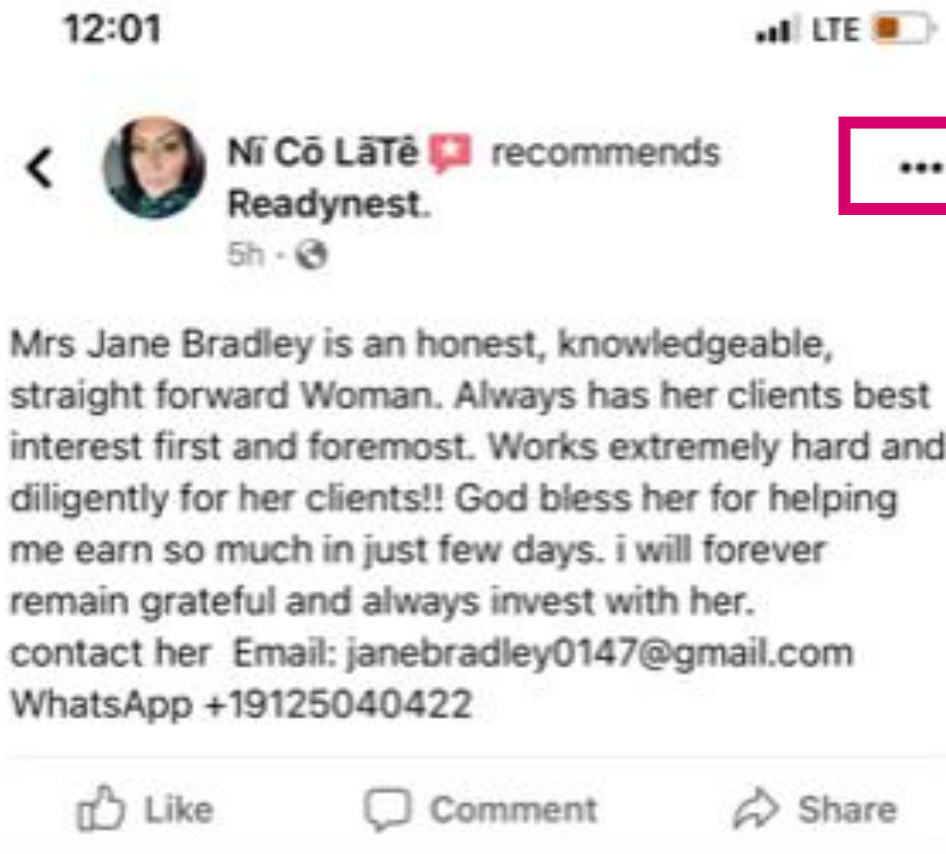 12:01
LTE
Nï Cō LāTê recommends
Readynest.
5h ·
Mrs Jane Bradley is an honest, knowledgeable,
straight forward Woman. Always has her clients best
interest first and foremost. Works extremely hard and
diligently for her clients!! God bless her for helping
me earn so much in just few days. i will forever
remain grateful and always invest with her.
contact her Email: janebradley0147@gmail.com
WhatsApp +19125040422
Like Comment Share